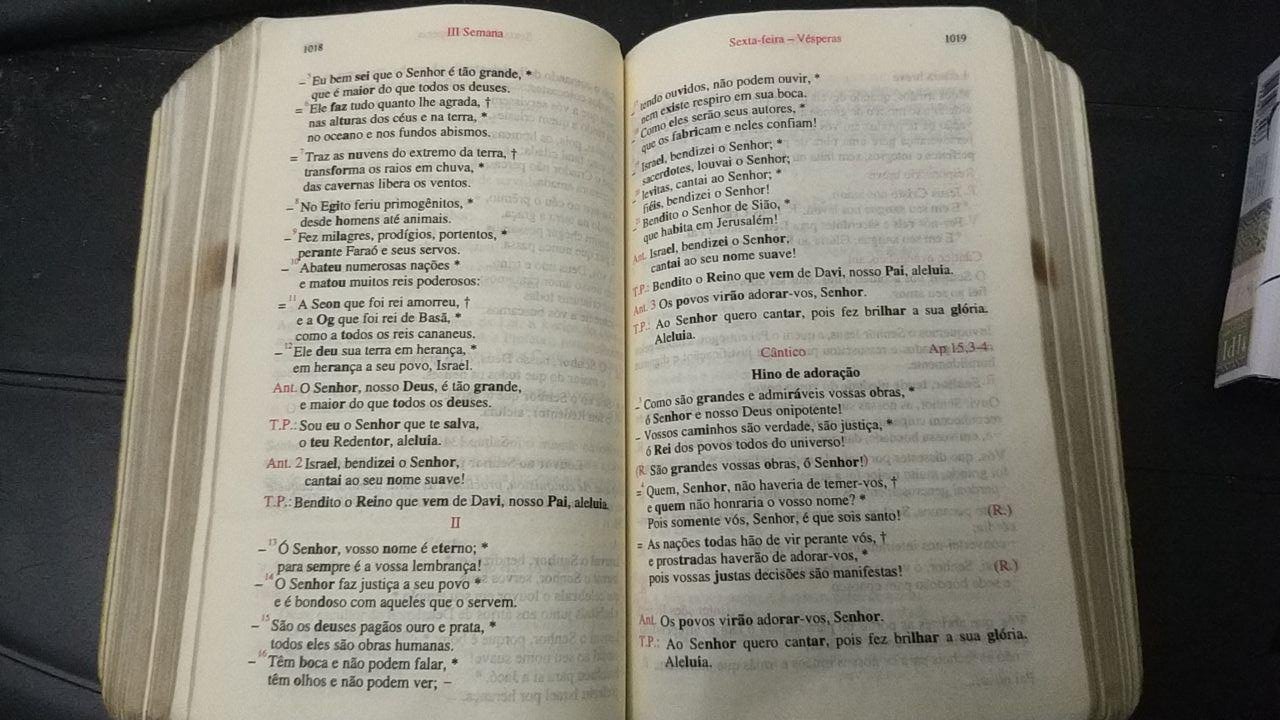 1018
III Semana
– ⁵Eu bem sei que o Senhor é tão grande, *
que é maior do que todos os deuses.
= ⁶Ele faz tudo quanto lhe agrada, †
nas alturas dos céus e na terra, *
no oceano e nos fundos abismos.
= ⁷Traz as nuvens do extremo da terra, †
transforma os raios em chuva, *
das cavernas libera os ventos.
– ⁸No Egito feriu primogênitos, *
desde homens até animais.
– ⁹Fez milagres, prodígios, portentos, *
perante Faraó e seus servos.
– ¹⁰Abateu numerosas nações *
e matou muitos reis poderosos:
= ¹¹A Seon que foi rei amorreu, †
e a Og que foi rei de Basã, *
como a todos os reis cananeus.
– ¹²Ele deu sua terra em herança, *
em herança a seu povo, Israel.
Ant. O Senhor, nosso Deus, é tão grande,
e maior do que todos os deuses.
T.P.: Sou eu o Senhor que te salva,
o teu Redentor, aleluia.
Ant. 2 Israel, bendizei o Senhor,
cantai ao seu nome suave!
T.P.: Bendito o Reino que vem de Davi, nosso Pai, aleluia.
II
– ¹³Ó Senhor, vosso nome é eterno; *
para sempre é a vossa lembrança!
– ¹⁴O Senhor faz justiça a seu povo *
e é bondoso com aqueles que o servem.
– ¹⁵São os deuses pagãos ouro e prata, *
todos eles são obras humanas.
– ¹⁶Têm boca e não podem falar, *
têm olhos e não podem ver; –
Sexta-feira – Vésperas
1019
tendo ouvidos, não podem ouvir, *
nem existe respiro em sua boca.
Como eles serão seus autores, *
que os fabricam e neles confiam!
Israel, bendizei o Senhor; *
sacerdotes, louvai o Senhor;
levitas, cantai ao Senhor; *
fiéis, bendizei o Senhor!
Bendito o Senhor de Sião, *
que habita em Jerusalém!
Ant. Israel, bendizei o Senhor,
cantai ao seu nome suave!
T.P.: Bendito o Reino que vem de Davi, nosso Pai, aleluia.
Ant. 3 Os povos virão adorar-vos, Senhor.
T.P.: Ao Senhor quero cantar, pois fez brilhar a sua glória.
Aleluia.
Cântico Ap 15,3-4
Hino de adoração
– ³Como são grandes e admiráveis vossas obras, *
ó Senhor e nosso Deus onipotente!
– Vossos caminhos são verdade, são justiça, *
ó Rei dos povos todos do universo!
(R. São grandes vossas obras, ó Senhor!)
= ⁴Quem, Senhor, não haveria de temer-vos, †
e quem não honraria o vosso nome? *
Pois somente vós, Senhor, é que sois santo! (R.)
= As nações todas hão de vir perante vós, †
e prostradas haverão de adorar-vos, *
pois vossas justas decisões são manifestas! (R.)
Ant. Os povos virão adorar-vos, Senhor.
T.P.: Ao Senhor quero cantar, pois fez brilhar a sua glória.
Aleluia.